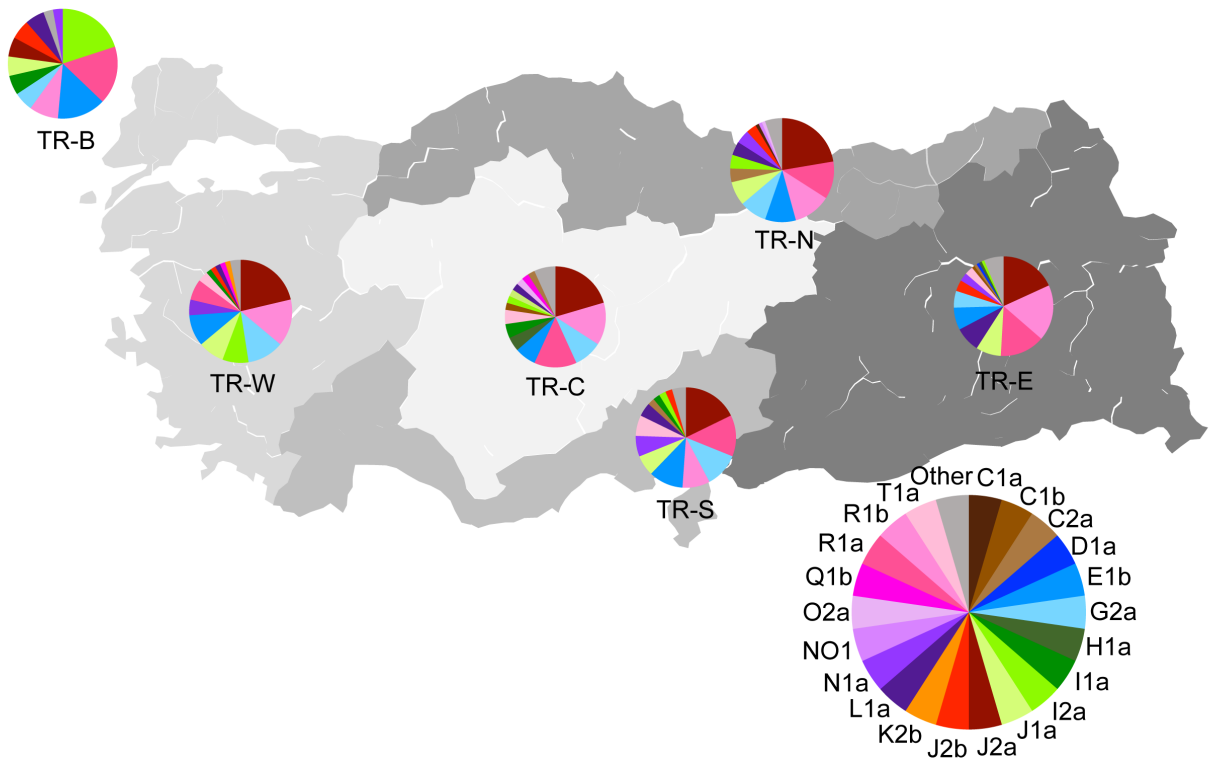 TR-B
TR-N
TR-W
TR-C
TR-E
TR-S
Other
C1a
C1b
C2a
D1a
E1b
G2a
H1a
I1a
I2a
J1a
J2a
J2b
K2b
L1a
N1a
NO1
O2a
Q1b
R1a
R1b
T1a